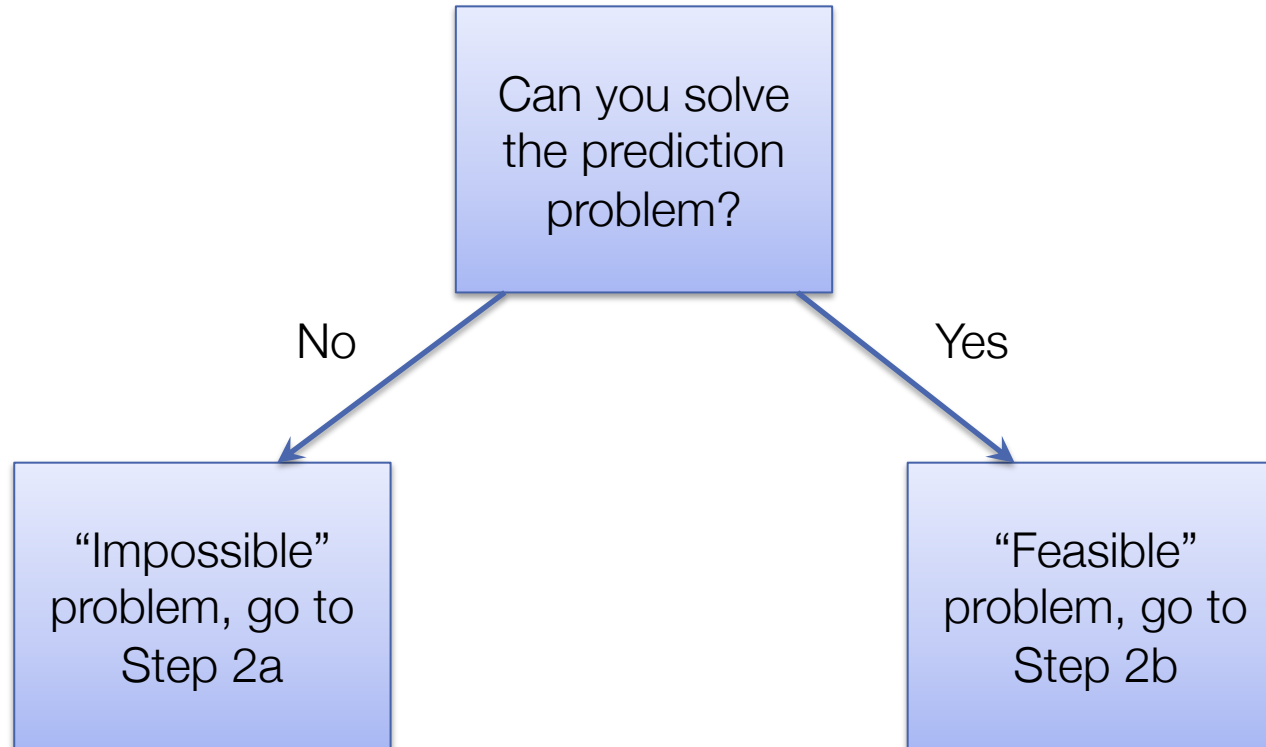 Can you solve
the prediction
problem?
No
Yes
“Impossible”
problem, go to
Step 2a
“Feasible”
problem, go to
Step 2b